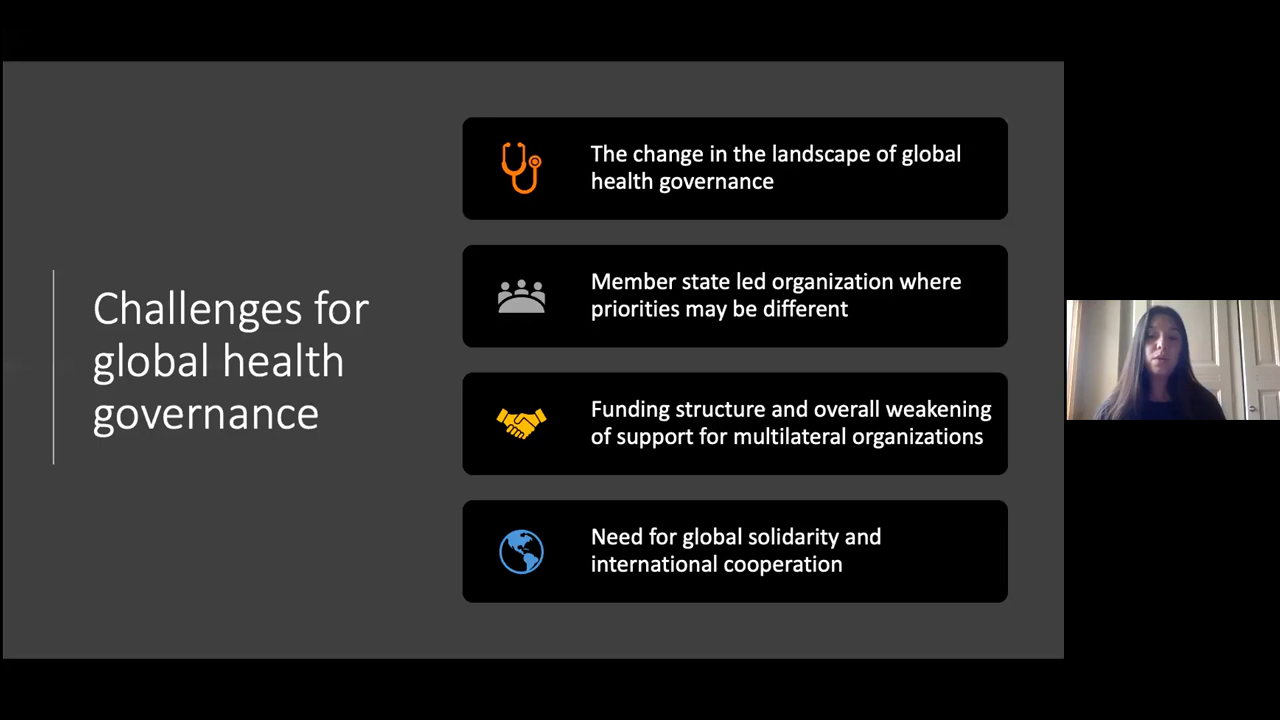 Challenges for
global health
governance
The change in the landscape of global
health governance
Member state led organization where
priorities may be different
Funding structure and overall weakening
of support for multilateral organizations
Need for global solidarity and
international cooperation